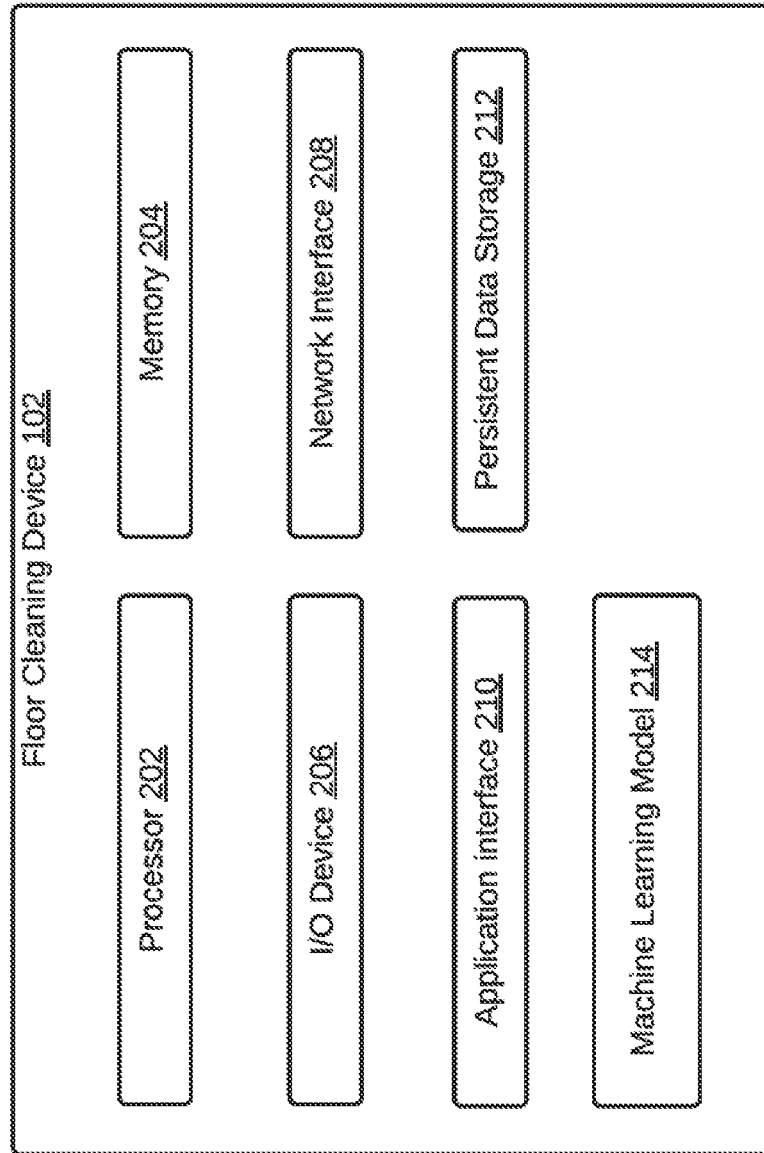 Floor Cleaning Device 102
Processor 202
Memory 204
I/O Device 206
Network Interface 208
Application interface 210
Persistent Data Storage 212
Machine Learning Model 214